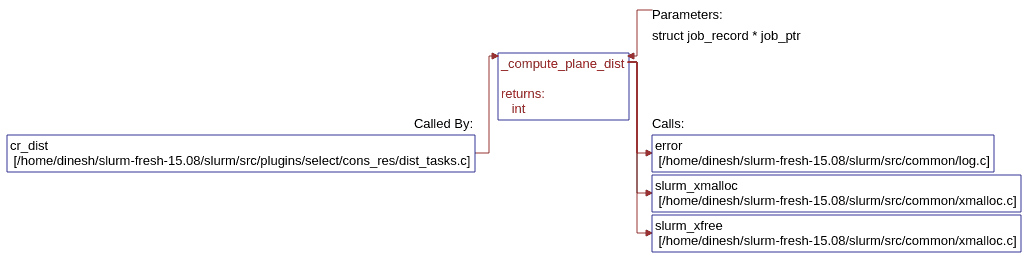 Parameters:
struct job_record * job_ptr
_compute_plane_dist
returns:
int
Called By:
cr_dist
[/home/dinesh/slurm-fresh-15.08/slurm/src/plugins/select/cons_res/dist_tasks.c]
Calls:
error
[/home/dinesh/slurm-fresh-15.08/slurm/src/common/log.c]
slurm_xmalloc
[/home/dinesh/slurm-fresh-15.08/slurm/src/common/xmalloc.c]
slurm_xfree
[/home/dinesh/slurm-fresh-15.08/slurm/src/common/xmalloc.c]